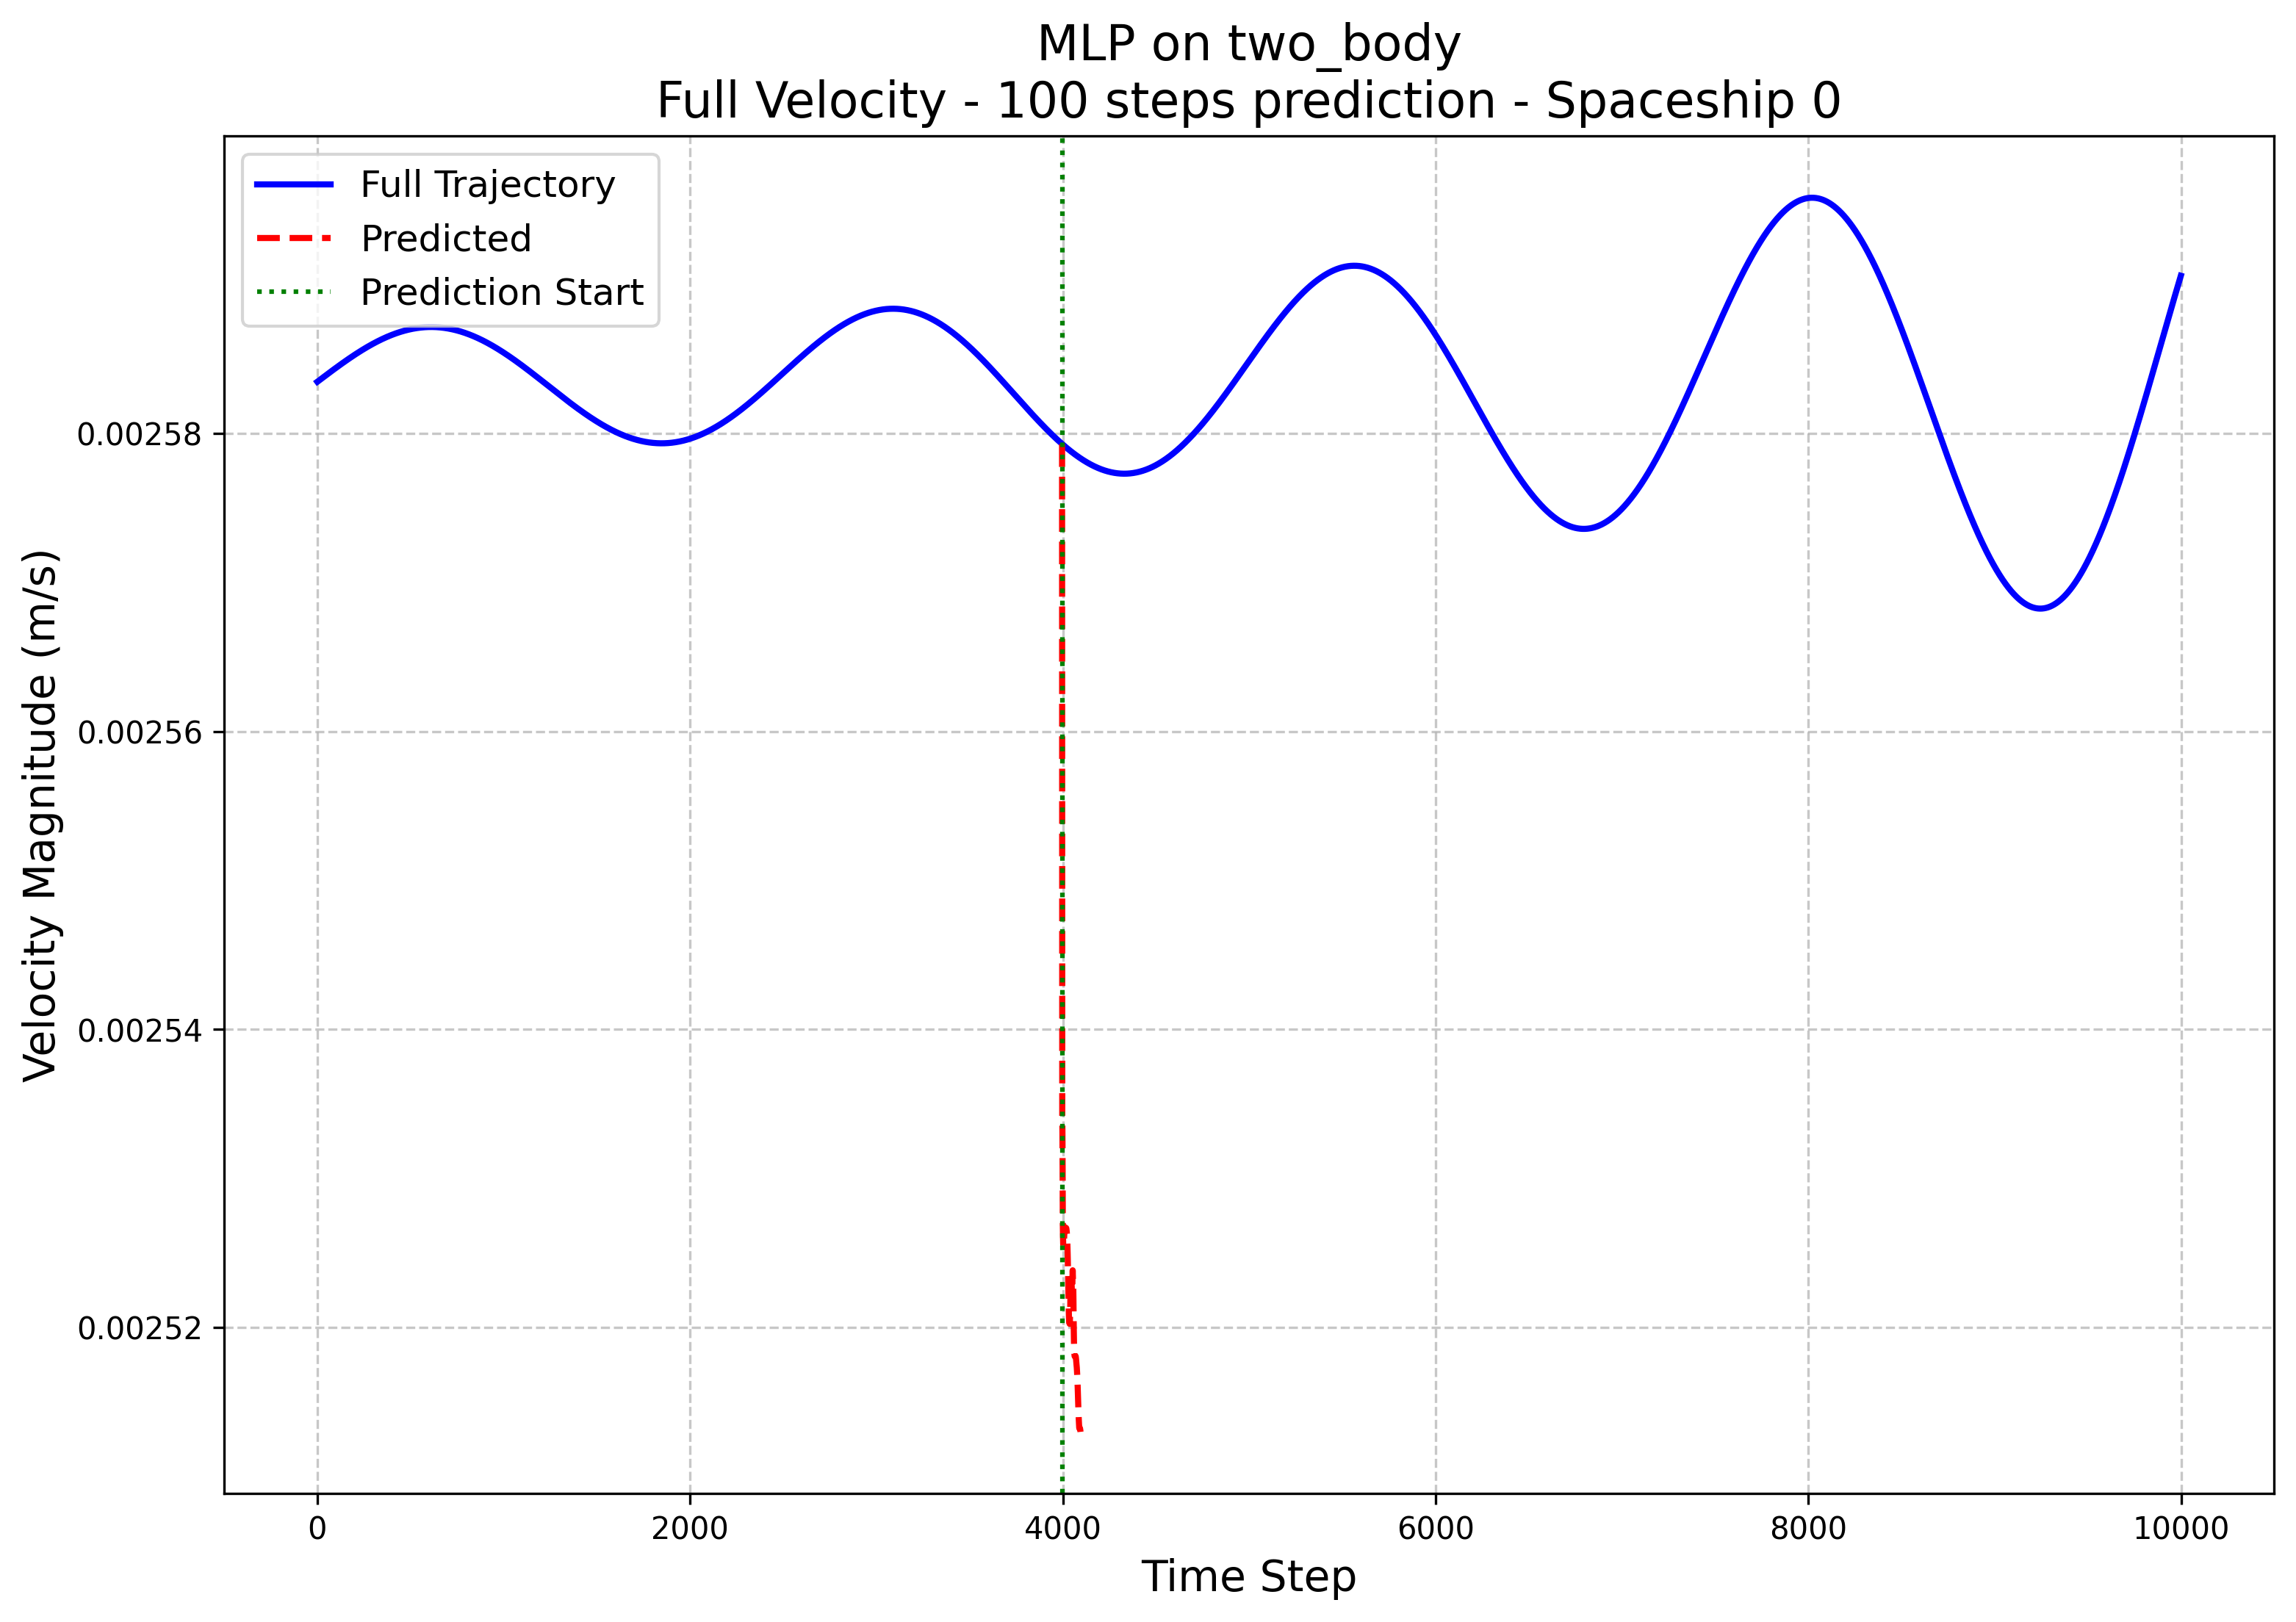 MLP on two_body
Full Velocity - 100 steps prediction - Spaceship 0
Full Trajectory
Predicted
Prediction Start
Velocity Magnitude (m/s)
0.00258
0.00256
0.00254
0.00252
0
2000
4000
6000
8000
10000
Time Step